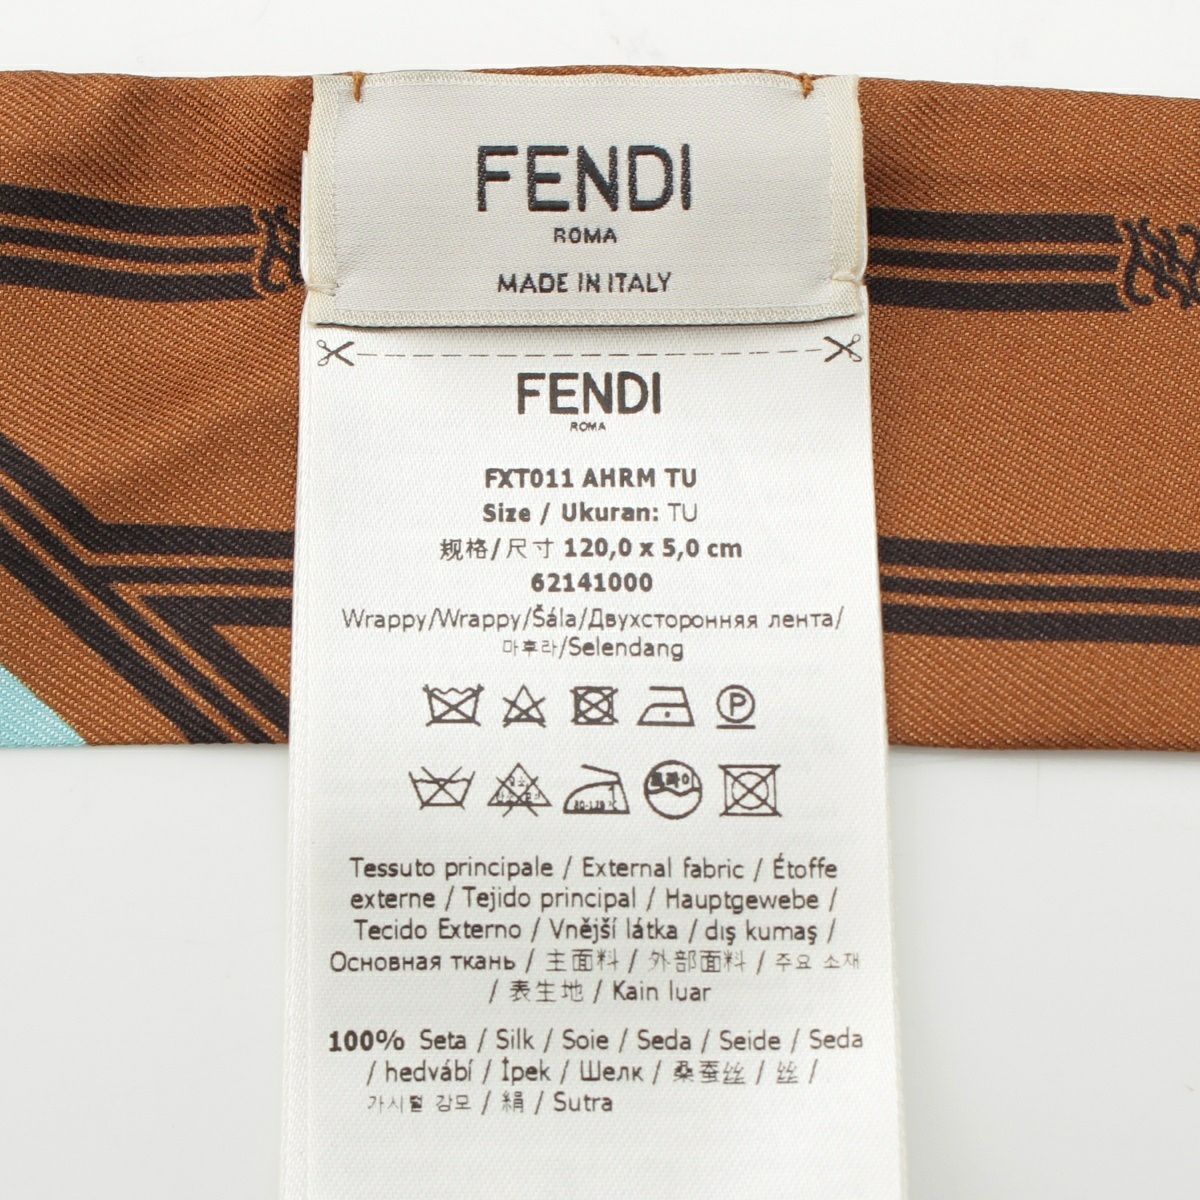 FENDI
ROMA
MADE IN ITALY
FENDI
ROMA
FXT011 AHRM TU
Size / Ukuran: TU
规格/尺寸 120,0 x 5,0 cm
62141000
Wrappy/Wrappy/Šála/Двухсторонняя лента/
마후라/Selendang
P
80-120℃
Tessuto principale / External fabric / Étoffe
externe / Tejido principal / Hauptgewebe /
Tecido Externo / Vnější látka / dış kumaş /
Основная ткань / 主面料 / 外部面料 / 주요 소재
/ 表生地 / Kain luar
100% Seta / Silk / Soie / Seda / Seide / Seda
/ hedvábí / İpek / Шелк / 桑蚕丝 / 丝 /
가시털 감모 / 絹 / Sutra